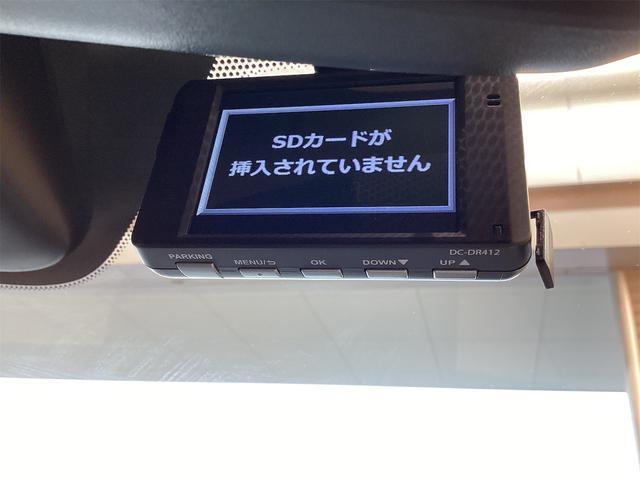 SDカードが
挿入されていません
DC-DR412
PARKING
MENU/⮌
OK
DOWN▼
UP▲